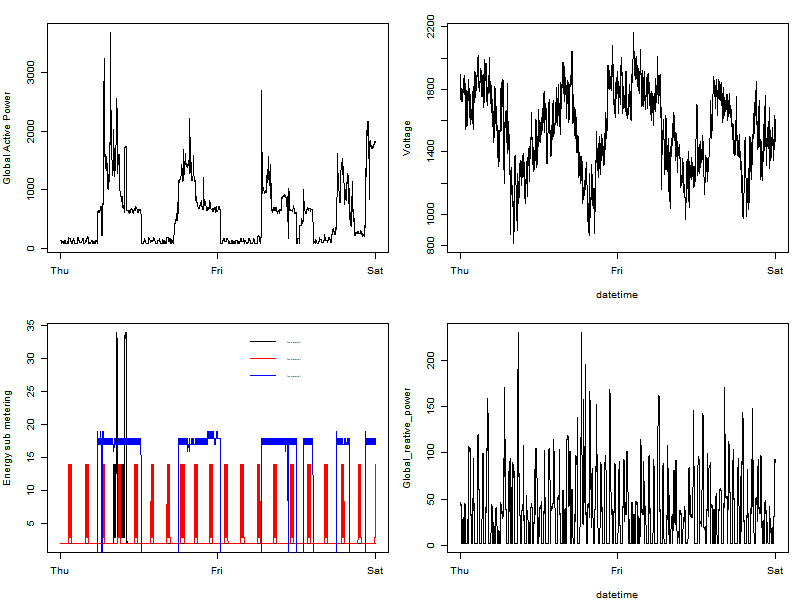 Global Active Power
0
1000
2000
3000
Thu
Fri
Sat
Voltage
800
1000
1400
1800
2200
Thu
Fri
Sat
datetime
Energy sub metering
5
10
15
20
25
30
35
Thu
Fri
Sat
Global_reative_power
0
50
100
150
200
Thu
Fri
Sat
datetime